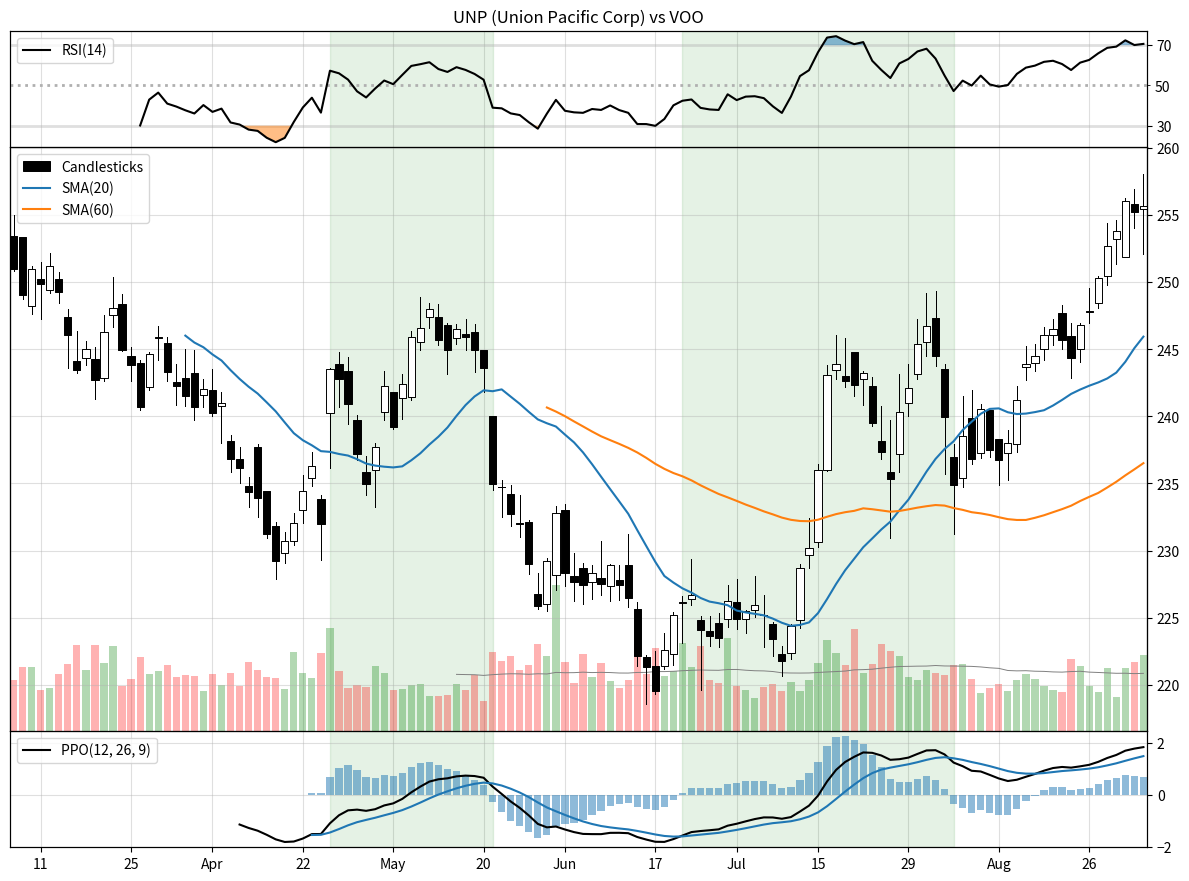 UNP (Union Pacific Corp) vs VOO
RSI(14)
70
50
30
Candlesticks
SMA(20)
SMA(60)
260
255
250
245
240
235
230
225
220
PPO(12, 26, 9)
2
0
−2
11 25 Apr 22 May 20 Jun 17 Jul 15 29 Aug 26